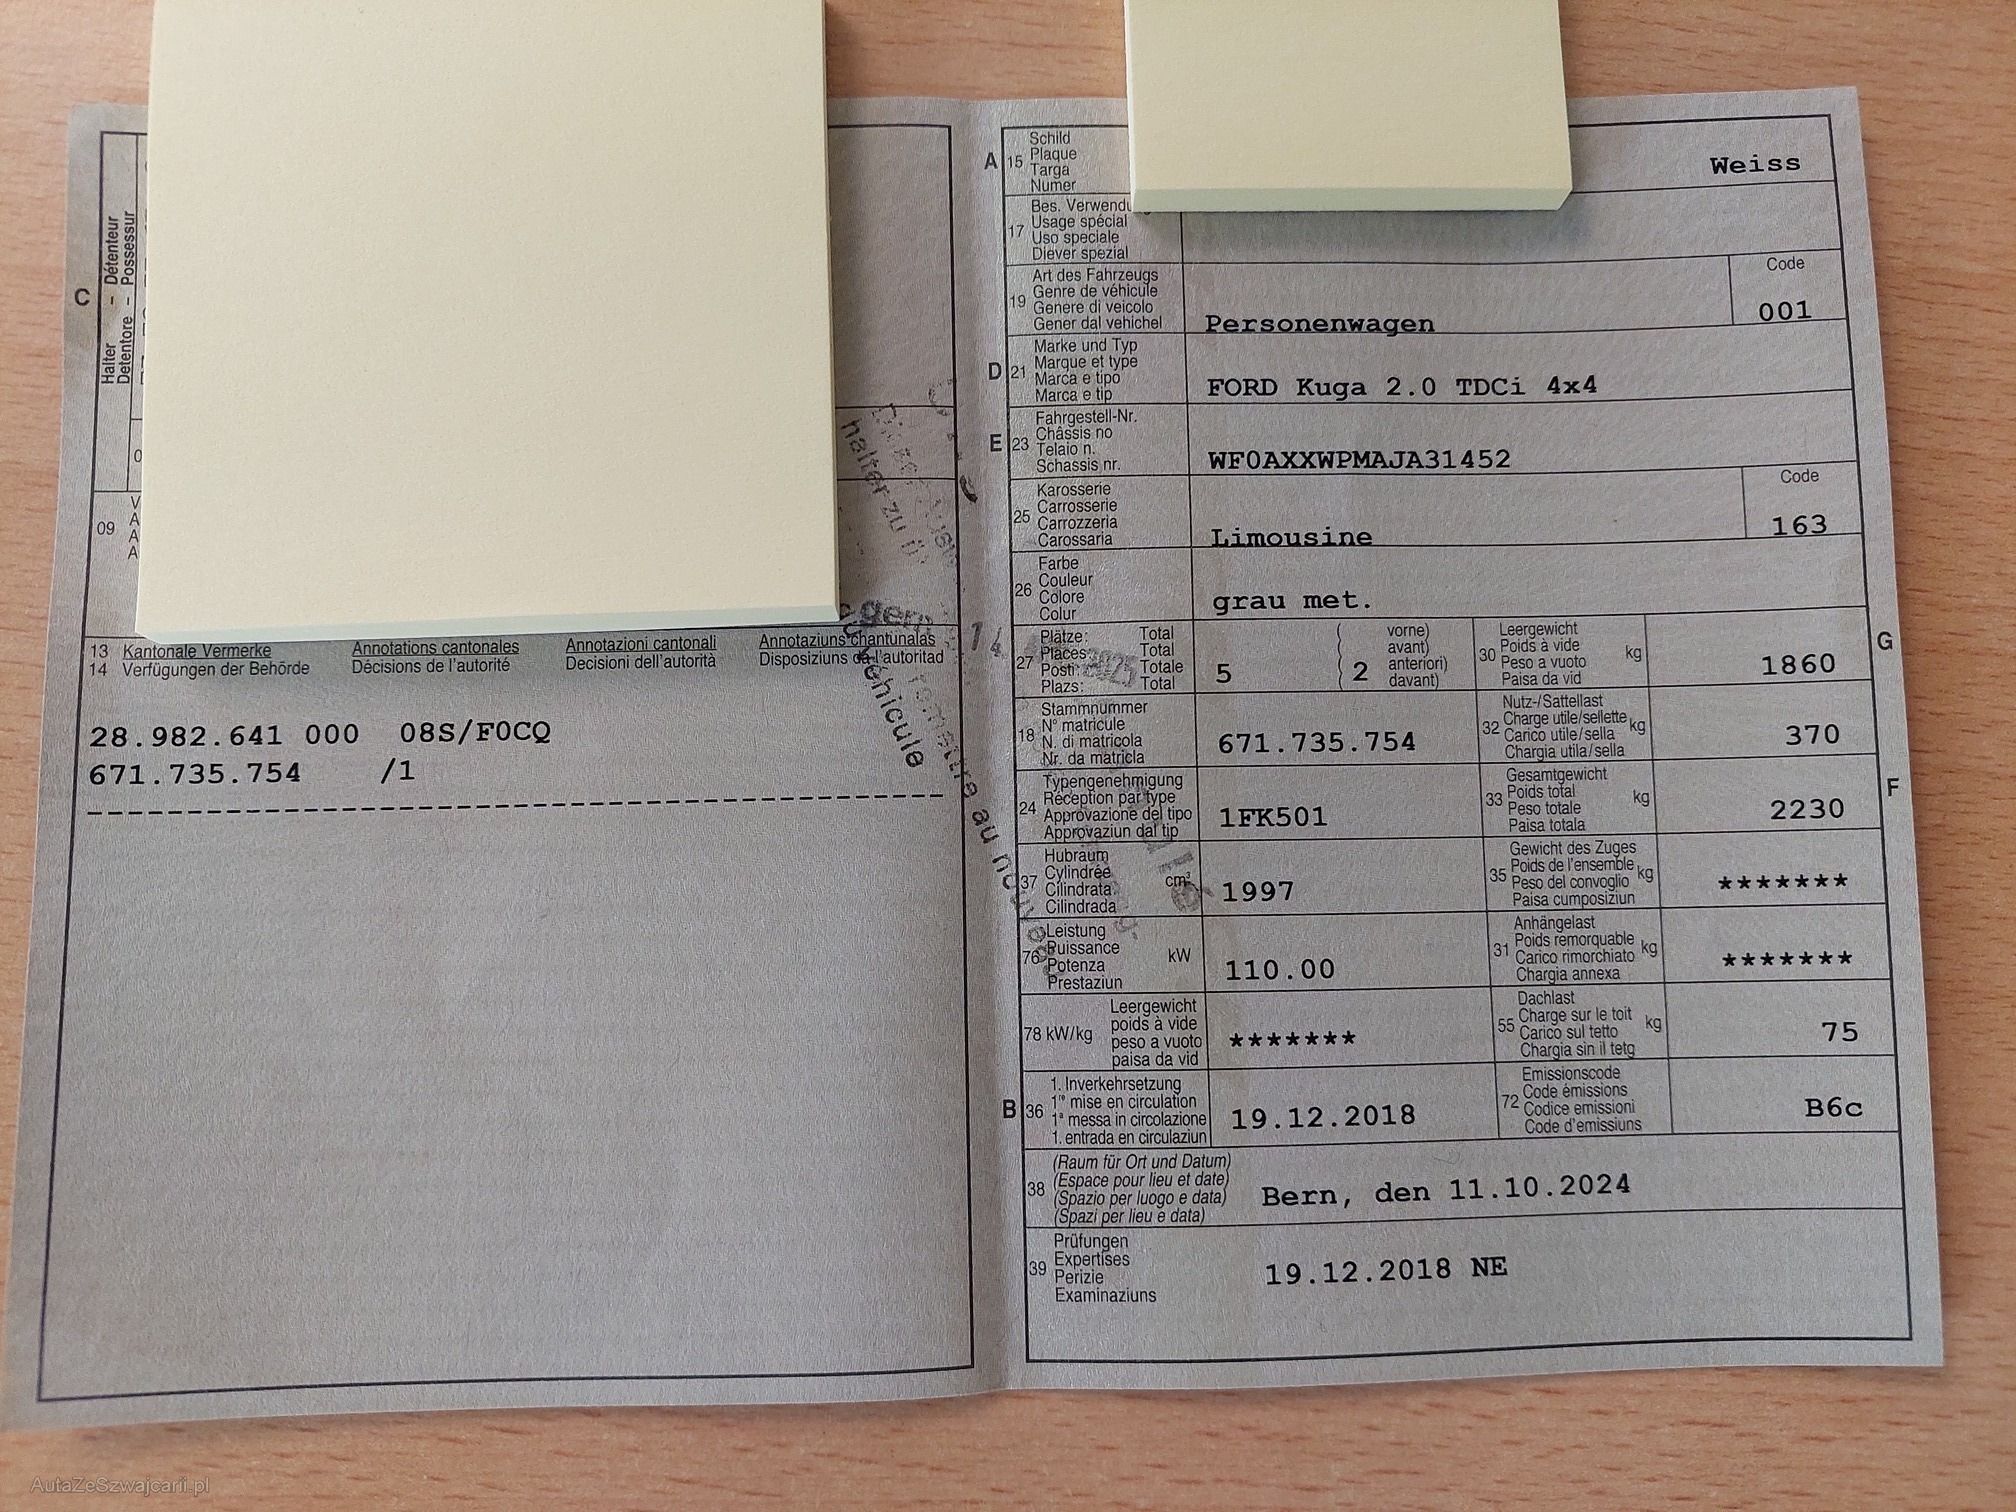 C
Halter - Détenteur
Detentore - Possessur
09
13 Kantonale Vermerke Annotations cantonales Annotazioni cantonali Annotaziuns chantunalas
14 Verfügungen der Behörde Décisions de l'autorité Decisioni dell'autorità Disposiziuns da l'autoritad
28.982.641 000 08S/F0CQ
671.735.754 /1
halter zu
du véhicule
remettre au nouveau
A 15 Schild
Plaque
Targa
Numer
Weiss
17 Bes. Verwendu
Usage spécial
Uso speciale
Diever spezial
19 Art des Fahrzeugs
Genre de véhicule
Genere di veicolo
Gener dal vehichel
Personenwagen
Code
001
D 21 Marke und Typ
Marque et type
Marca e tipo
Marca e tip
FORD Kuga 2.0 TDCi 4x4
E 23 Fahrgestell-Nr.
Châssis no
Telaio n.
Schassis nr.
WF0AXXWPMAJA31452
25 Karosserie
Carrosserie
Carrozzeria
Carossaria
Limousine
Code
163
26 Farbe
Couleur
Colore
Colur
grau met.
27 Plätze: Total
Places: Total
Posti: Totale
Plazs: Total
5
2
vorne)
avant)
anteriori)
davant)
30 Leergewicht
Poids à vide
Peso a vuoto
Paisa da vid
kg
1860
G
18 Stammnummer
N° matricule
N. di matricola
Nr. da matricla
671.735.754
32 Nutz-/Sattellast
Charge utile/sellette
Carico utile/sella
Chargia utila/sella
kg
370
24 Typengenehmigung
Réception par type
Approvazione del tipo
Approvaziun dal tip
1FK501
33 Gesamtgewicht
Poids total
Peso totale
Paisa totala
kg
2230
F
37 Hubraum
Cylindrée
Cilindrata
Cilindrada
cm³
1997
35 Gewicht des Zuges
Poids de l'ensemble
Peso del convoglio
Paisa cumposiziun
kg
*******
76 Leistung
Puissance
Potenza
Prestaziun
kW
110.00
31 Anhängelast
Poids remorquable
Carico rimorchiato
Chargia annexa
kg
*******
78 kW/kg
Leergewicht
poids à vide
peso a vuoto
paisa da vid
*******
55 Dachlast
Charge sur le toit
Carico sul tetto
Chargia sin il tetg
kg
75
B 36 1. Inverkehrsetzung
1re mise en circulation
1a messa in circolazione
1. entrada en circulaziun
19.12.2018
72 Emissionscode
Code émissions
Codice emissioni
Code d'emissiuns
B6c
38 (Raum für Ort und Datum)
(Espace pour lieu et date)
(Spazio per luogo e data)
(Spazi per lieu e data)
Bern, den 11.10.2024
39 Prüfungen
Expertises
Perizie
Examinaziuns
19.12.2018 NE
AutaZeSzwajcarii.pl